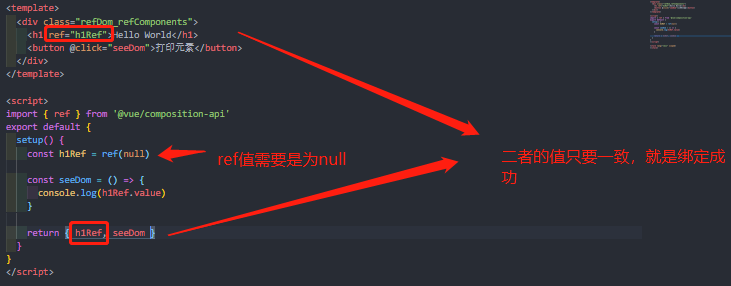 <template>
<div class="refDom_refComponents">
<h1 ref="h1Ref">Hello World</h1>
<button @click="seeDom">打印元素</button>
</div>
</template>
<script>
import { ref } from '@vue/composition-api'
export default {
setup() {
const h1Ref = ref(null)
ref值需要是为null
二者的值只要一致，就是绑定成
功
const seeDom = () => {
console.log(h1Ref.value)
}
return { h1Ref, seeDom }
}
}
</script>